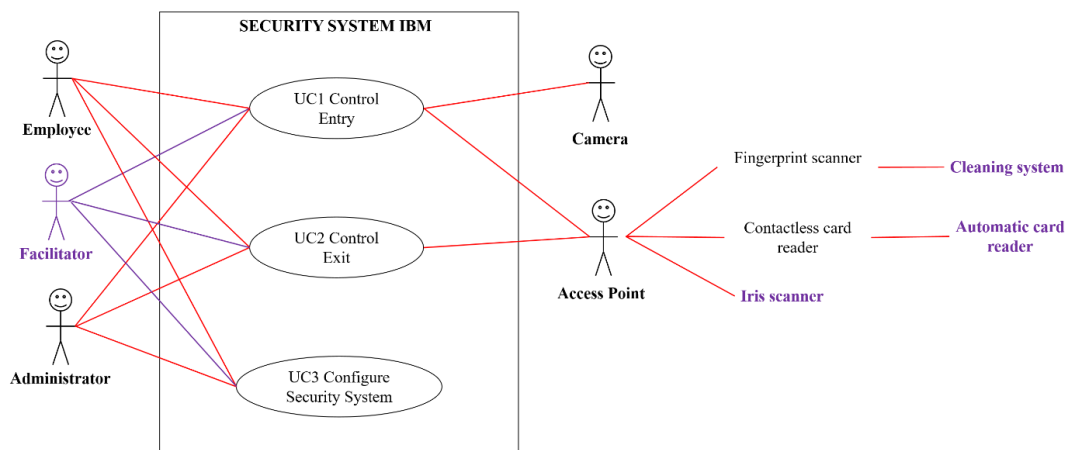 SECURITY SYSTEM IBM
Employee
Facilitator
Administrator
UC1 Control
Entry
UC2 Control
Exit
UC3 Configure
Security System
Camera
Access Point
Fingerprint scanner
Cleaning system
Contactless card
reader
Automatic card
reader
Iris scanner